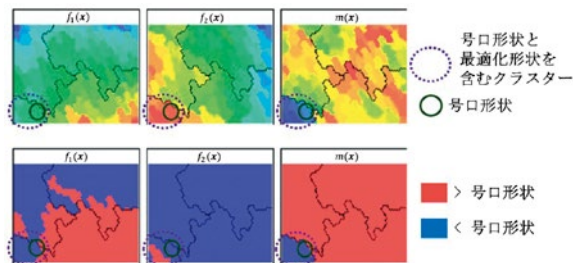 f₁(x)
f₂(x)
m(x)
号口形状と
最適化形状を
含むクラスター
号口形状
f₁(x)
f₂(x)
m(x)
> 号口形状
< 号口形状